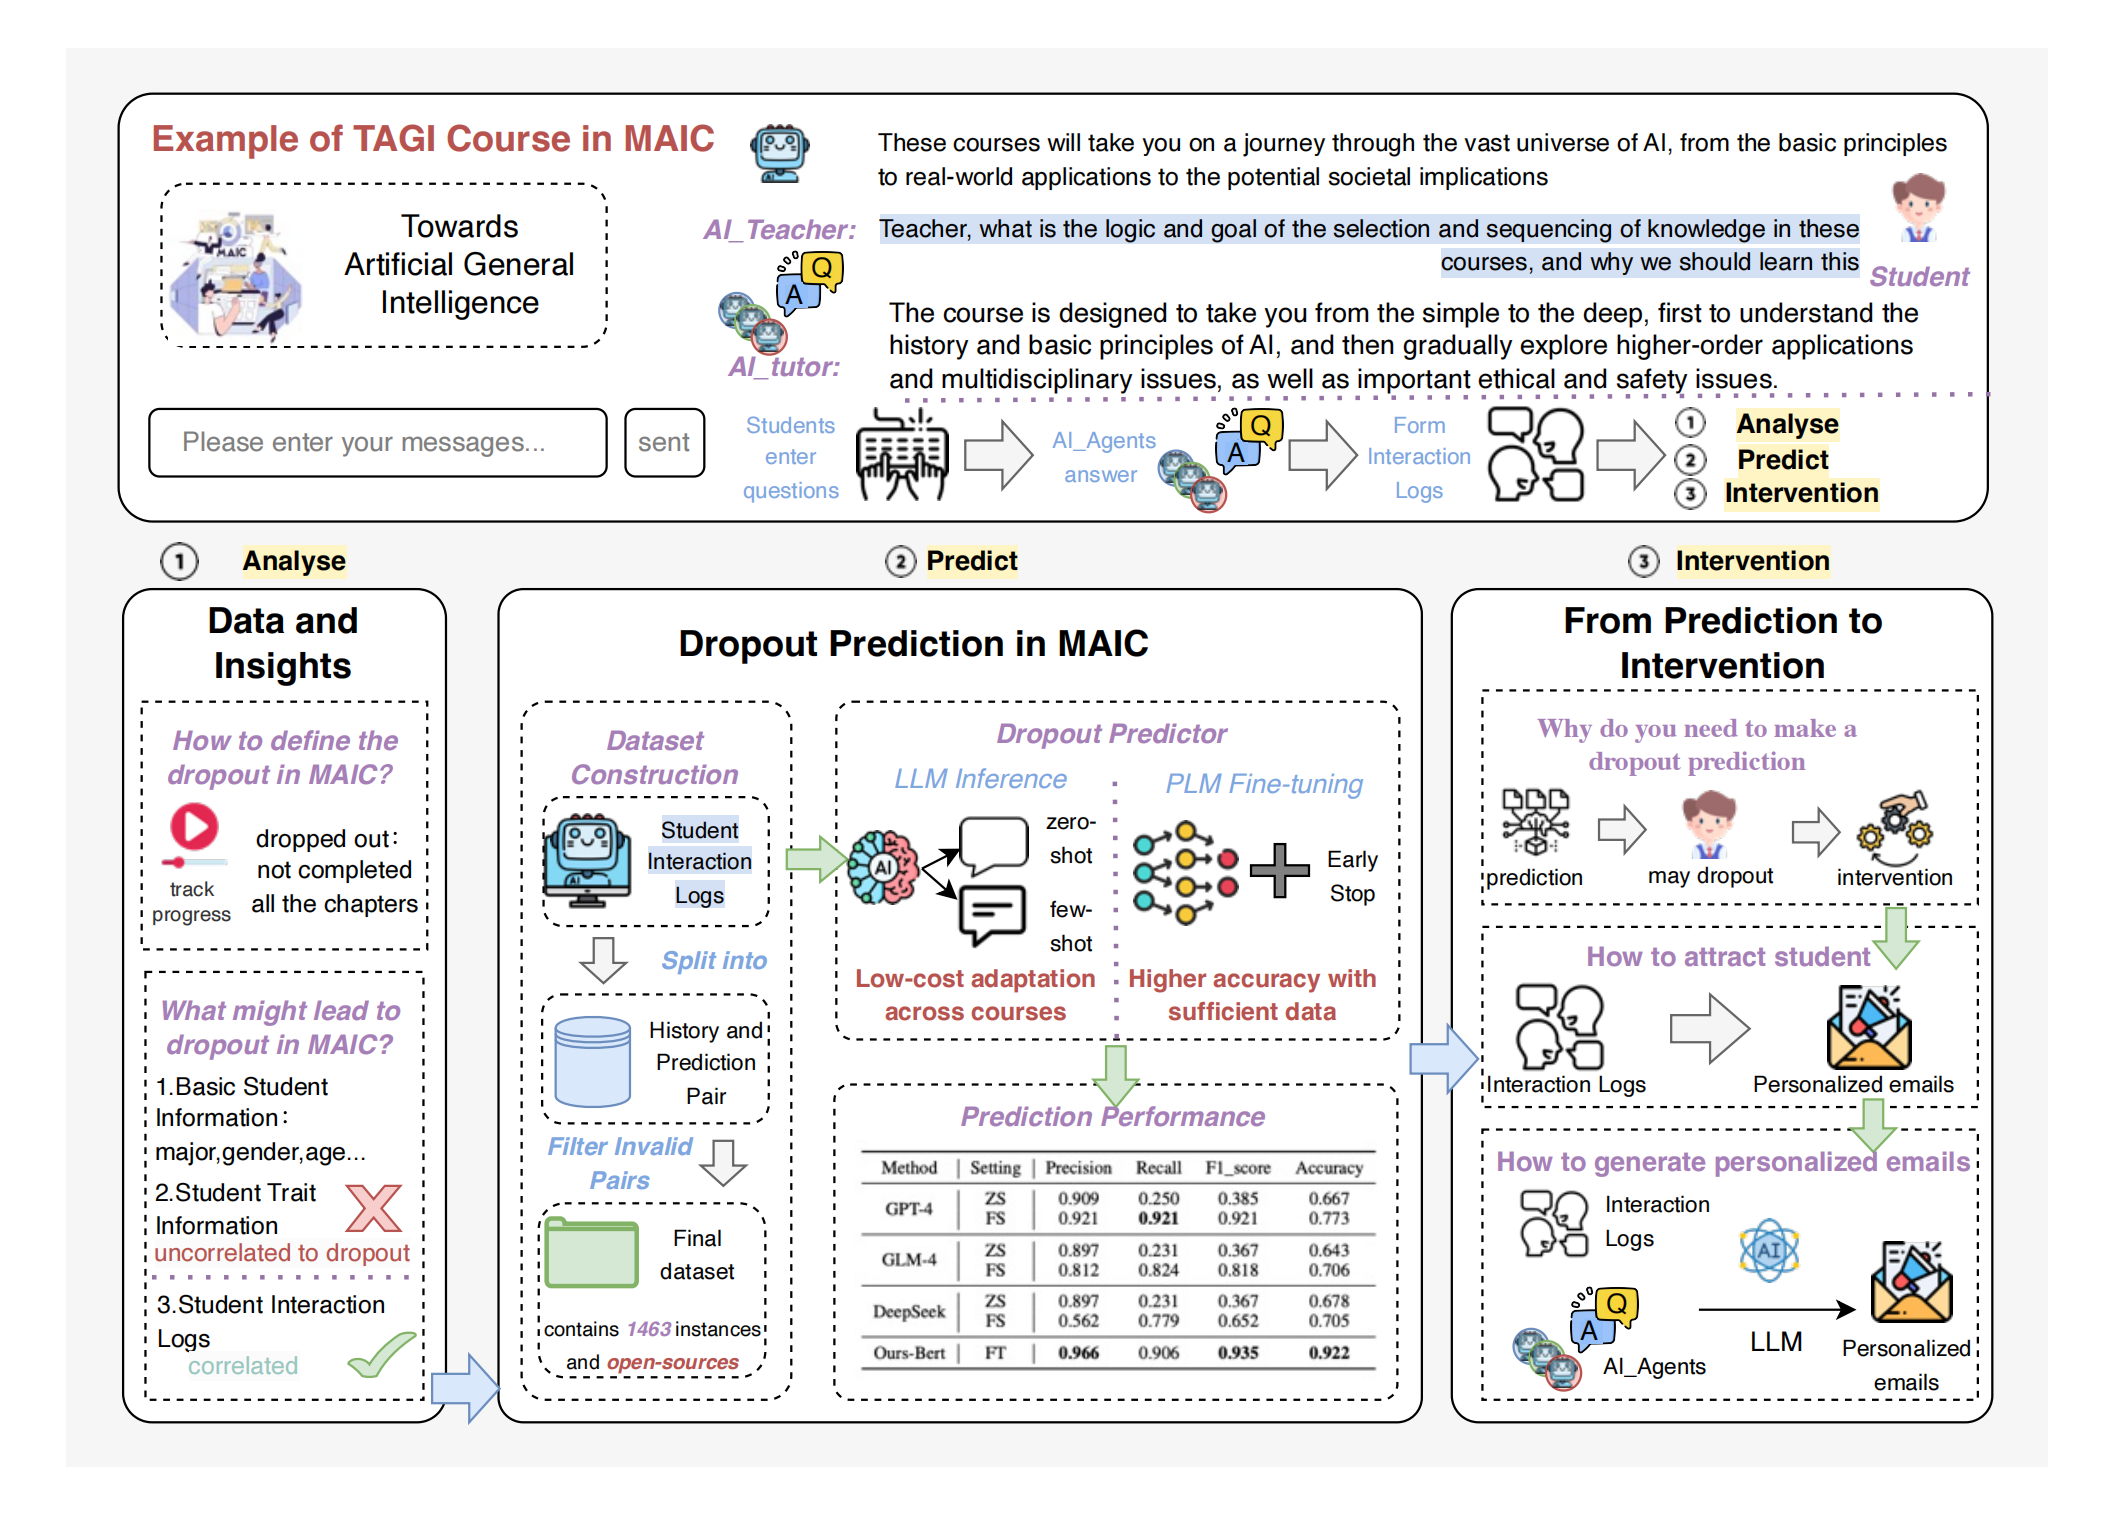 Example of TAGI Course in MAIC
MAIC
Towards
Artificial General
Intelligence
Please enter your messages...
sent
These courses will take you on a journey through the vast universe of AI, from the basic principles
to real-world applications to the potential societal implications
AI_Teacher:
Teacher, what is the logic and goal of the selection and sequencing of knowledge in these
courses, and why we should learn this
Student
Q
A
AI_tutor:
The course is designed to take you from the simple to the deep, first to understand the
history and basic principles of AI, and then gradually explore higher-order applications
and multidisciplinary issues, as well as important ethical and safety issues.
Students
enter
questions
AI_Agents
answer
Q
A
Form
Interaction
Logs
1 Analyse
2 Predict
3 Intervention
1 Analyse
Data and
Insights
How to define the
dropout in MAIC?
track
progress
dropped out:
not completed
all the chapters
What might lead to
dropout in MAIC?
1.Basic Student
Information:
major,gender,age...
2.Student Trait
Information
uncorrelated to dropout
3.Student Interaction
Logs
correlated
2 Predict
Dropout Prediction in MAIC
Dataset
Construction
AI
Student
Interaction
Logs
Split into
History and
Prediction
Pair
Filter Invalid
Pairs
Final
dataset
contains 1463 instances
and open-sources
Dropout Predictor
LLM Inference
AI
zero-
shot
few-
shot
Low-cost adaptation
across courses
PLM Fine-tuning
Early
Stop
Higher accuracy with
sufficient data
Prediction Performance
Method Setting Precision Recall F1_score Accuracy
GPT-4 ZS 0.909 0.250 0.385 0.667
FS 0.921 0.921 0.921 0.773
GLM-4 ZS 0.897 0.231 0.367 0.643
FS 0.812 0.824 0.818 0.706
DeepSeek ZS 0.897 0.231 0.367 0.678
FS 0.562 0.779 0.652 0.705
Ours-Bert FT 0.966 0.906 0.935 0.922
3 Intervention
From Prediction to
Intervention
Why do you need to make a
dropout prediction
prediction
may dropout
intervention
How to attract student
Interaction Logs
Personalized emails
How to generate personalized emails
Interaction
Logs
Q
A
AI_Agents
AI
LLM
Personalized
emails